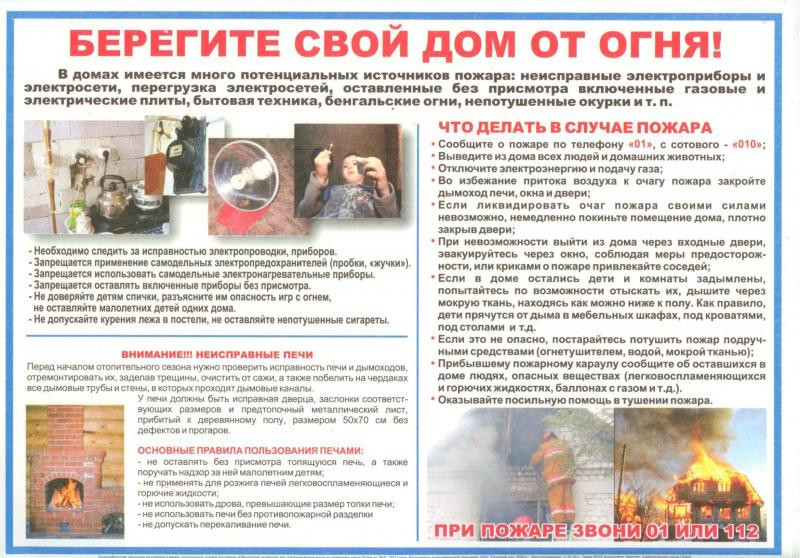 БЕРЕГИТЕ СВОЙ ДОМ ОТ ОГНЯ!
В домах имеется много потенциальных источников пожара: неисправные электроприборы и
электросети, перегрузка электросетей, оставленные без присмотра включенные газовые и
электрические плиты, бытовая техника, бенгальские огни, непотушенные окурки и т. п.
- Необходимо следить за исправностью электропроводки, приборов.
- Запрещается применение самодельных электропредохранителей (пробки, «жучки»).
- Запрещается использовать самодельные электронагревательные приборы.
- Запрещается оставлять включенные приборы без присмотра.
- Не доверяйте детям спички, разъясните им опасность игр с огнем,
не оставляйте малолетних детей одних дома.
- Не допускайте курения лежа в постели, не оставляйте непотушенные сигареты.
ВНИМАНИЕ!!! НЕИСПРАВНЫЕ ПЕЧИ
Перед началом отопительного сезона нужно проверить исправность печи и дымоходов,
отремонтировать их, заделав трещины, очистить от сажи, а также побелить на чердаках
все дымовые трубы и стены, в которых проходят дымовые каналы.
У печи должны быть исправная дверца, заслонки соответст-
вующих размеров и предтопочный металлический лист,
прибитый к деревянному полу, размером 50х70 см без
дефектов и прогаров.
ОСНОВНЫЕ ПРАВИЛА ПОЛЬЗОВАНИЯ ПЕЧАМИ:
- не оставлять без присмотра топящуюся печь, а также
поручать надзор за ней малолетним детям;
- не применять для розжига печей легковоспламеняющиеся
и горючие жидкости;
- не использовать дрова, превышающие размер топки печи;
- не использовать печи без противопожарной разделки
- не допускать перекаливание печи.
ЧТО ДЕЛАТЬ В СЛУЧАЕ ПОЖАРА
• Сообщите о пожаре по телефону «01», с сотового - «010»;
• Выведите из дома всех людей и домашних животных;
• Отключите электроэнергию и подачу газа;
• Во избежание притока воздуха к очагу пожара закройте
дымоход печи, окна и двери;
• Если ликвидировать очаг пожара своими силами
невозможно, немедленно покиньте помещение дома, плотно
закрыв двери;
• При невозможности выйти из дома через входные двери,
эвакуируйтесь через окно, соблюдая меры предосторож-
ности, или криками о пожаре привлекайте соседей;
• Если в доме остались дети и комнаты задымлены,
попытайтесь по возможности отыскать их, дышите через
мокрую ткань, находясь как можно ниже к полу. Как правило,
дети прячутся от дыма в мебельных шкафах, под кроватями,
под столами и т.д.
• Если это не опасно, постарайтесь потушить пожар подруч-
ными средствами (огнетушителем, водой, мокрой тканью);
• Прибывшему пожарному караулу сообщите об оставшихся в
доме людях, опасных веществах (легковоспламеняющихся
и горючих жидкостях, баллонах с газом и т.д.).
• Оказывайте посильную помощь в тушении пожара.
ПРИ ПОЖАРЕ ЗВОНИ 01 ИЛИ 112